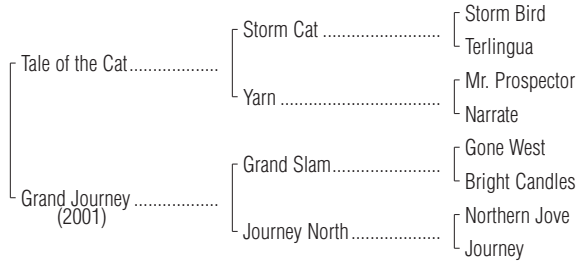 Storm Bird
Storm Cat ........................
Terlingua
Tale of the Cat..................
Mr. Prospector
Yarn .................................
Narrate
Gone West
Grand Slam......................
Bright Candles
Grand Journey .................
(2001)
Northern Jove
Journey North..................
Journey